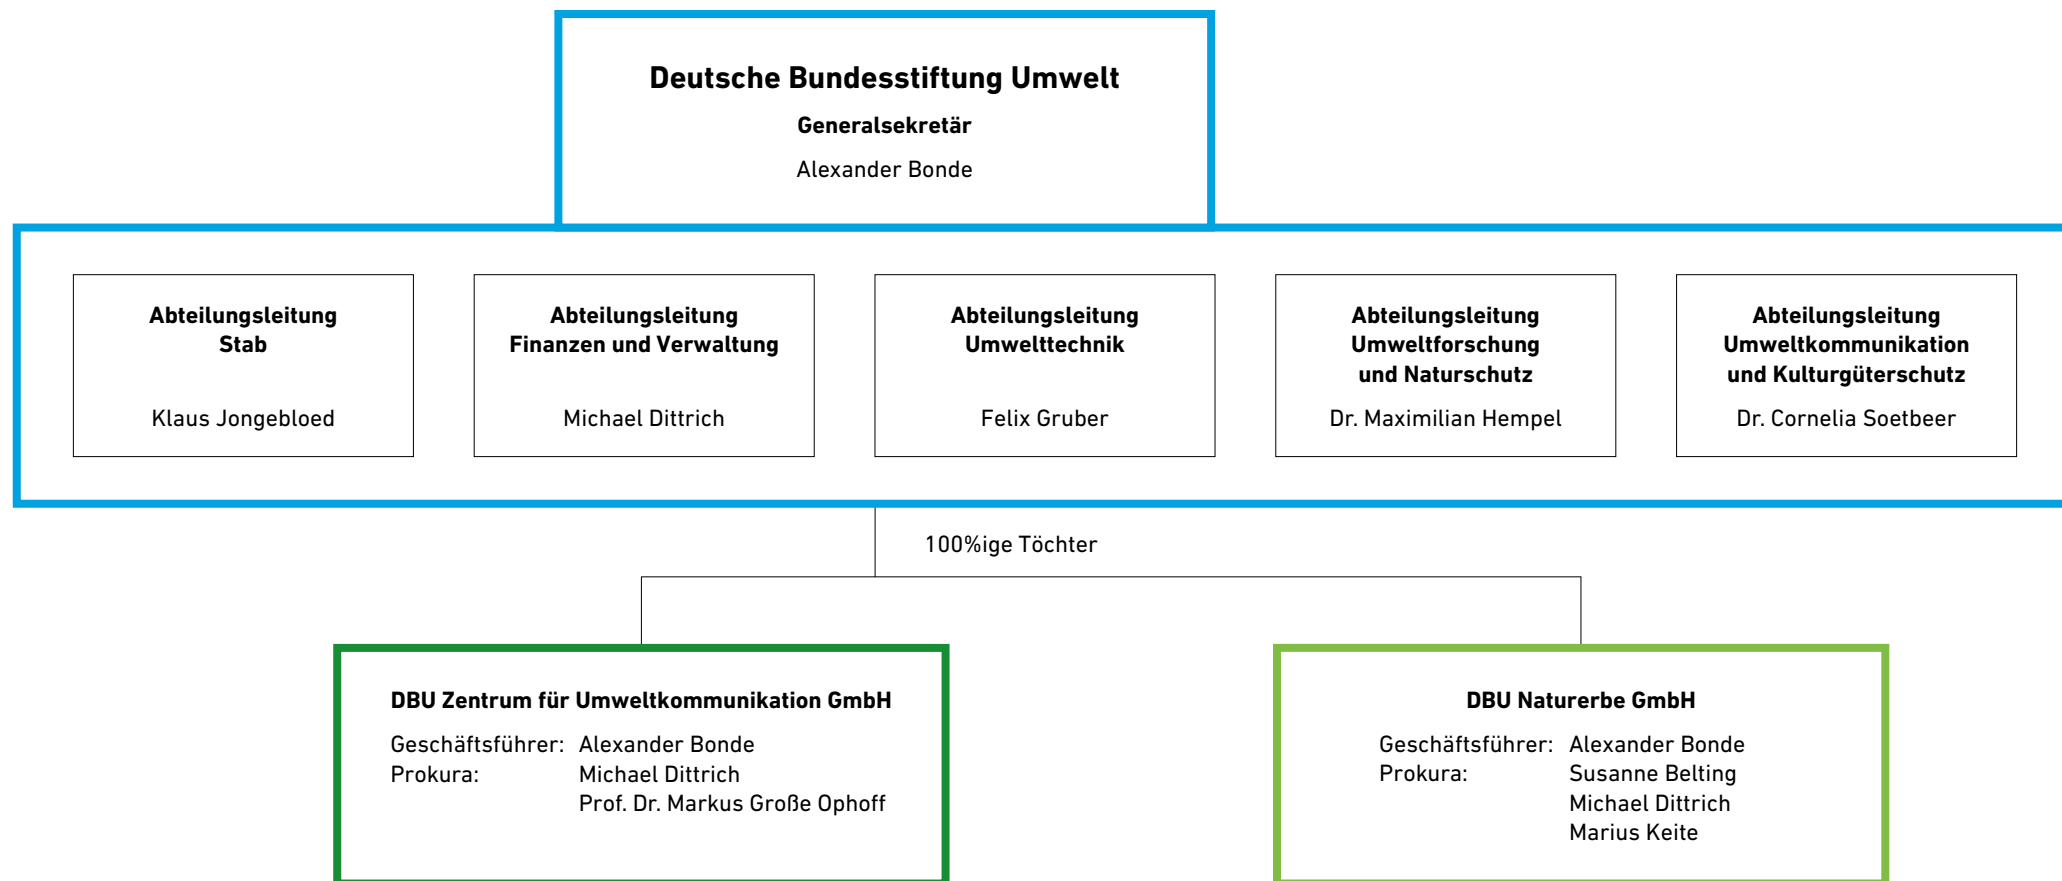 Deutsche Bundesstiftung Umwelt
Generalsekretär
Alexander Bonde
Abteilungsleitung
Stab
Klaus Jongebloed
Abteilungsleitung
Finanzen und Verwaltung
Michael Dittrich
Abteilungsleitung
Umwelttechnik
Felix Gruber
Abteilungsleitung
Umweltforschung
und Naturschutz
Dr. Maximilian Hempel
Abteilungsleitung
Umweltkommunikation
und Kulturgüterschutz
Dr. Cornelia Soetbeer
100%ige Töchter
DBU Zentrum für Umweltkommunikation GmbH
Geschäftsführer: Alexander Bonde
Prokura: Michael Dittrich
Prof. Dr. Markus Große Ophoff
DBU Naturerbe GmbH
Geschäftsführer: Alexander Bonde
Prokura: Susanne Belting
Michael Dittrich
Marius Keite